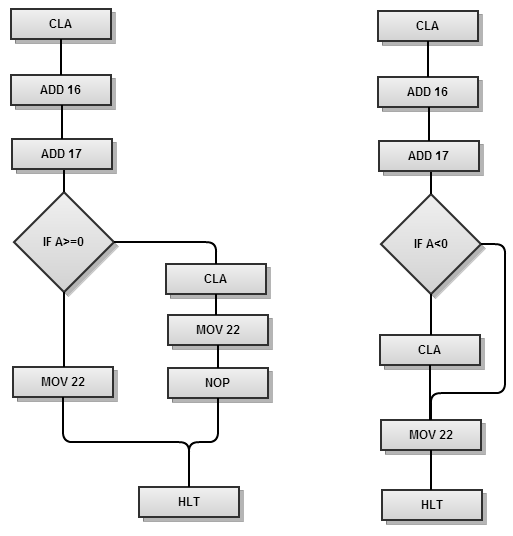 CLA
ADD 16
ADD 17
IF A>=0
CLA
MOV 22
MOV 22
NOP
HLT
CLA
ADD 16
ADD 17
IF A<0
CLA
MOV 22
HLT